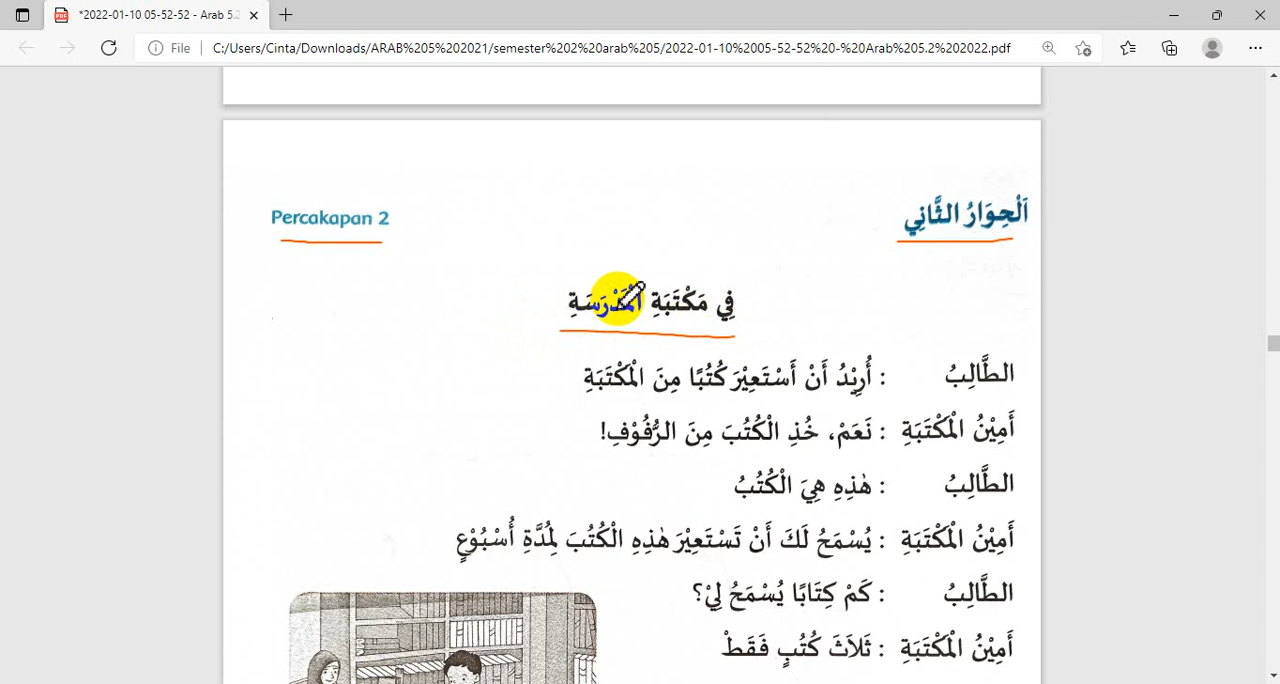 *2022-01-10 05-52-52 - Arab 5.2
File C:/Users/Cinta/Downloads/ARAB%205%202021/semester%202%20arab%205/2022-01-10%2005-52-52%20-%20Arab%205.2%202022.pdf
Percakapan 2
اَلْحِوَارُ الثَّانِي
فِي مَكْتَبَةِ الْمَدْرَسَةِ
الطَّالِبُ : أُرِيْدُ أَنْ أَسْتَعِيْرَ كُتُبًا مِنَ الْمَكْتَبَةِ
أَمِيْنُ الْمَكْتَبَةِ : نَعَمْ، خُذِ الْكُتُبَ مِنَ الرُّفُوْفِ!
الطَّالِبُ : هٰذِهِ هِيَ الْكُتُبُ
أَمِيْنُ الْمَكْتَبَةِ : يُسْمَحُ لَكَ أَنْ تَسْتَعِيْرَ هٰذِهِ الْكُتُبَ لِمُدَّةِ أُسْبُوْعٍ
الطَّالِبُ : كَمْ كِتَابًا يُسْمَحُ لِيْ؟
أَمِيْنُ الْمَكْتَبَةِ : ثَلاَثَ كُتُبٍ فَقَطْ